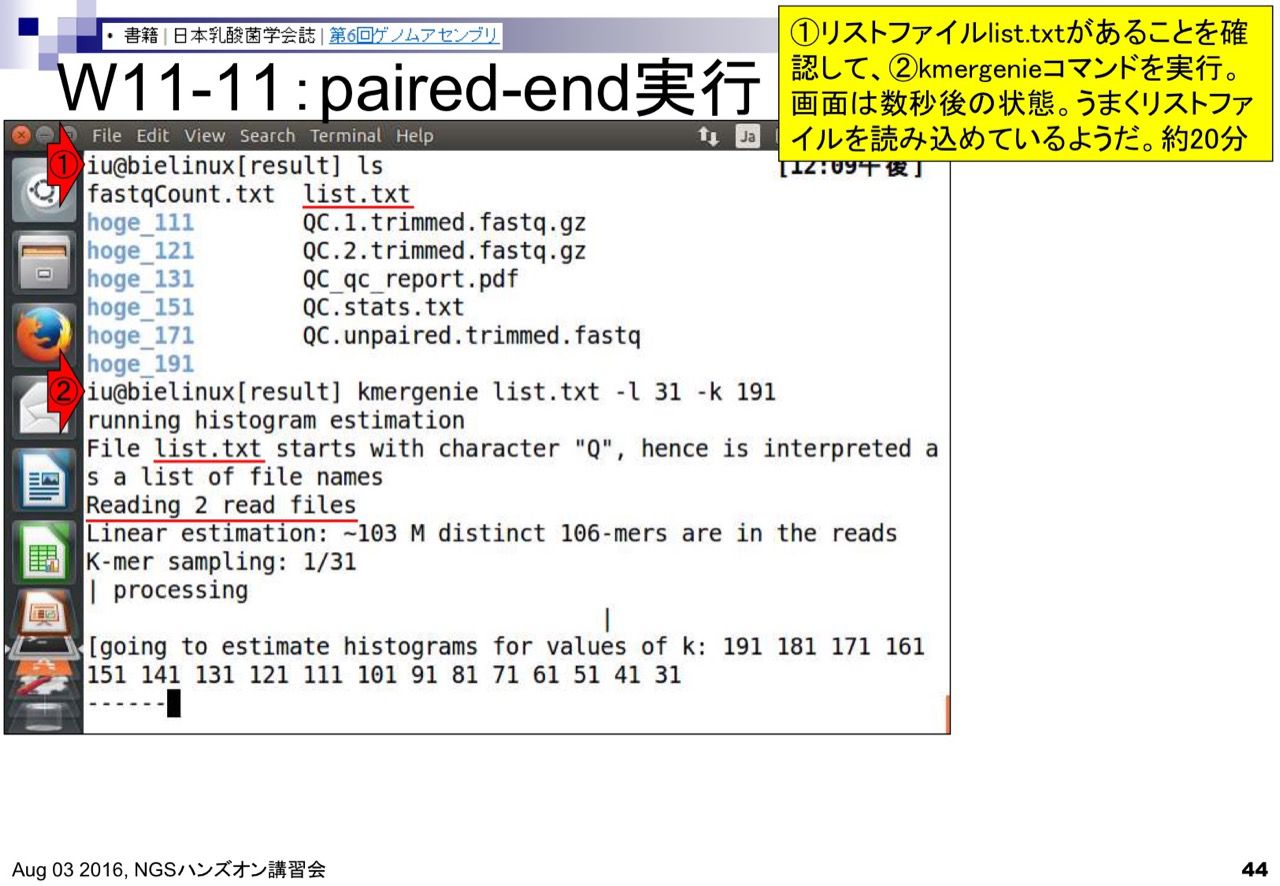 • 書籍 | 日本乳酸菌学会誌 | 第6回ゲノムアセンブリ
W11-11：paired-end実行
①リストファイルlist.txtがあることを確
認して、②kmergenieコマンドを実行。
画面は数秒後の状態。うまくリストファ
イルを読み込めているようだ。約20分
File Edit View Search Terminal Help
Ja
① iu@bielinux[result] ls [12:09午後]
fastqCount.txt list.txt
hoge_111 QC.1.trimmed.fastq.gz
hoge_121 QC.2.trimmed.fastq.gz
hoge_131 QC_qc_report.pdf
hoge_151 QC.stats.txt
hoge_171 QC.unpaired.trimmed.fastq
hoge_191
② iu@bielinux[result] kmergenie list.txt -l 31 -k 191
running histogram estimation
File list.txt starts with character "Q", hence is interpreted a
s a list of file names
Reading 2 read files
Linear estimation: ~103 M distinct 106-mers are in the reads
K-mer sampling: 1/31
| processing
|
[going to estimate histograms for values of k: 191 181 171 161
151 141 131 121 111 101 91 81 71 61 51 41 31
------
Aug 03 2016, NGSハンズオン講習会
44